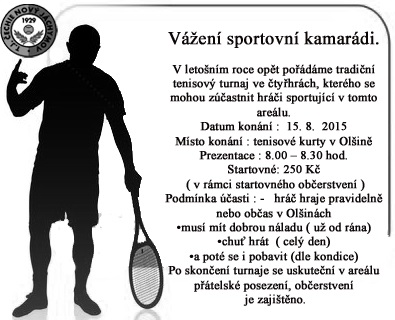 T.J. ČECHIE NOVÝ JÁCHYMOV
1929
Vážení sportovní kamarádi.
V letošním roce opět pořádáme tradiční
tenisový turnaj ve čtyřhrách, kterého se
mohou zúčastnit hráči sportující v tomto
areálu.
Datum konání : 15. 8. 2015
Místo konání : tenisové kurty v Olšině
Prezentace : 8.00 – 8.30 hod.
Startovné: 250 Kč
( v rámci startovného občerstvení )
Podmínka účasti : - hráč hraje pravidelně
nebo občas v Olšinách
•musí mít dobrou náladu ( už od rána)
•chuť hrát ( celý den)
•a poté se i pobavit (dle kondice)
Po skončení turnaje se uskuteční v areálu
přátelské posezení, občerstvení
je zajištěno.